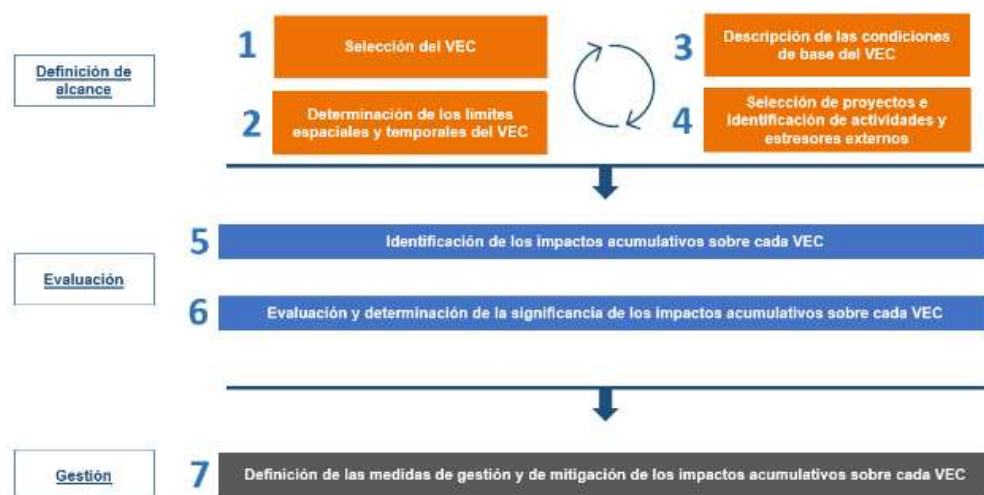 Definición de
alcance
1
Selección del VEC
2
Determinación de los límites
espaciales y temporales del VEC
3
Descripción de las condiciones
de base del VEC
4
Selección de proyectos e
identificación de actividades y
estresores externos
Evaluación
5
Identificación de los impactos acumulativos sobre cada VEC
6
Evaluación y determinación de la significancia de los impactos acumulativos sobre cada VEC
Gestión
7
Definición de las medidas de gestión y de mitigación de los impactos acumulativos sobre cada VEC